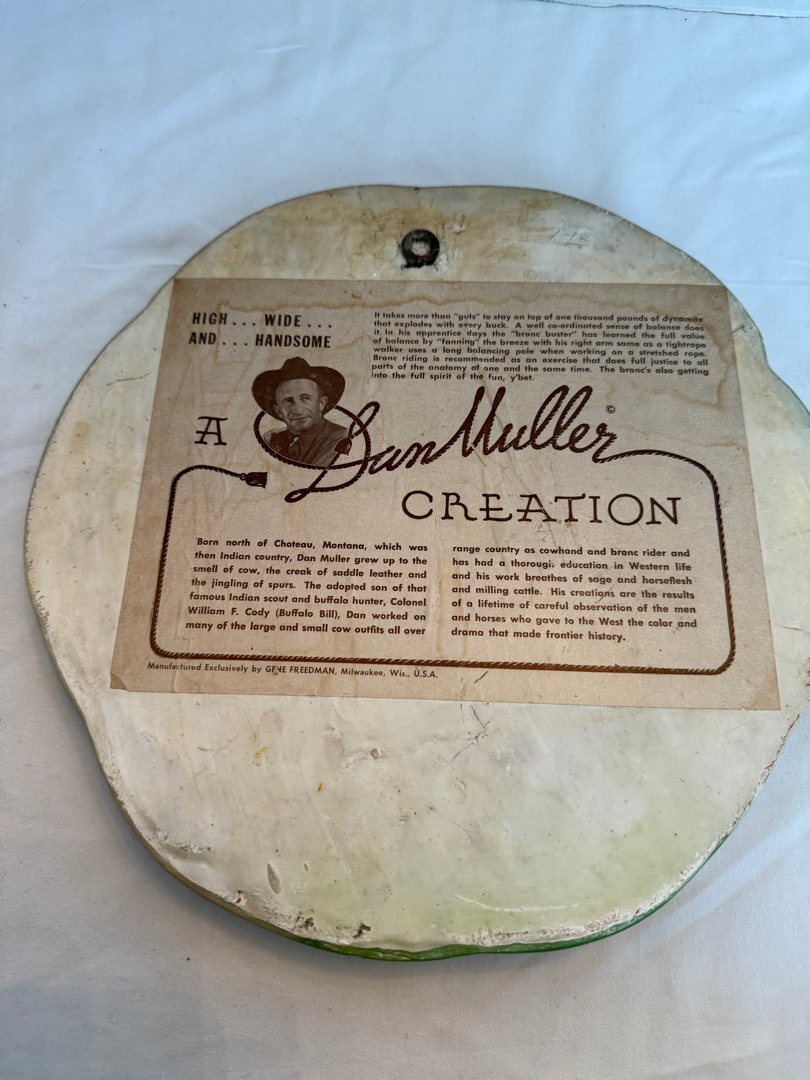 HIGH . . . WIDE . . .
AND . . . HANDSOME
It takes more than "guts" to stay on top of one thousand pounds of dynamite
that explodes with every buck. A well co-ordinated sense of balance does
it. In his apprentice days the "bronc buster" has learned the full value
of balance by "fanning" the breeze with his right arm same as a tightrope
walker uses a long balancing pole when working on a stretched rope.
Bronc riding is recommended as an exercise that does full justice to all
parts of the anatomy at one and the same time. The bronc's also getting
into the full spirit of the fun, y'bet.
A Dan Muller ©
CREATION
Born north of Choteau, Montana, which was
then Indian country, Dan Muller grew up to the
smell of cow, the creak of saddle leather and
the jingling of spurs. The adopted son of that
famous Indian scout and buffalo hunter, Colonel
William F. Cody (Buffalo Bill), Dan worked on
many of the large and small cow outfits all over
range country as cowhand and bronc rider and
has had a thorough education in Western life
and his work breathes of sage and horseflesh
and milling cattle. His creations are the results
of a lifetime of careful observation of the men
and horses who gave to the West the color and
drama that made frontier history.
Manufactured Exclusively by GENE FREEDMAN, Milwaukee, Wis., U.S.A.